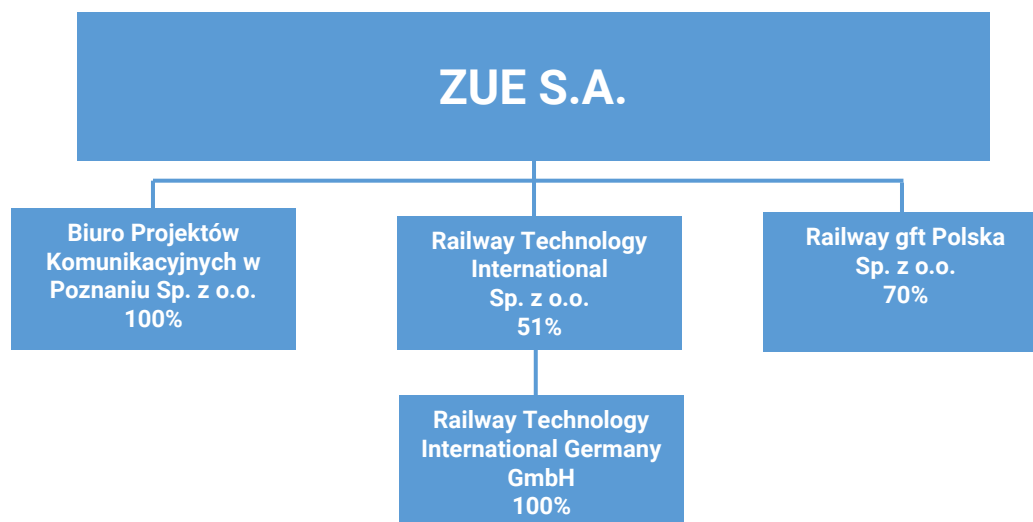 ZUE S.A.
Biuro Projektów
Komunikacyjnych w
Poznaniu Sp. z o.o.
100%
Railway Technology
International
Sp. z o.o.
51%
Railway gft Polska
Sp. z o.o.
70%
Railway Technology
International Germany
GmbH
100%